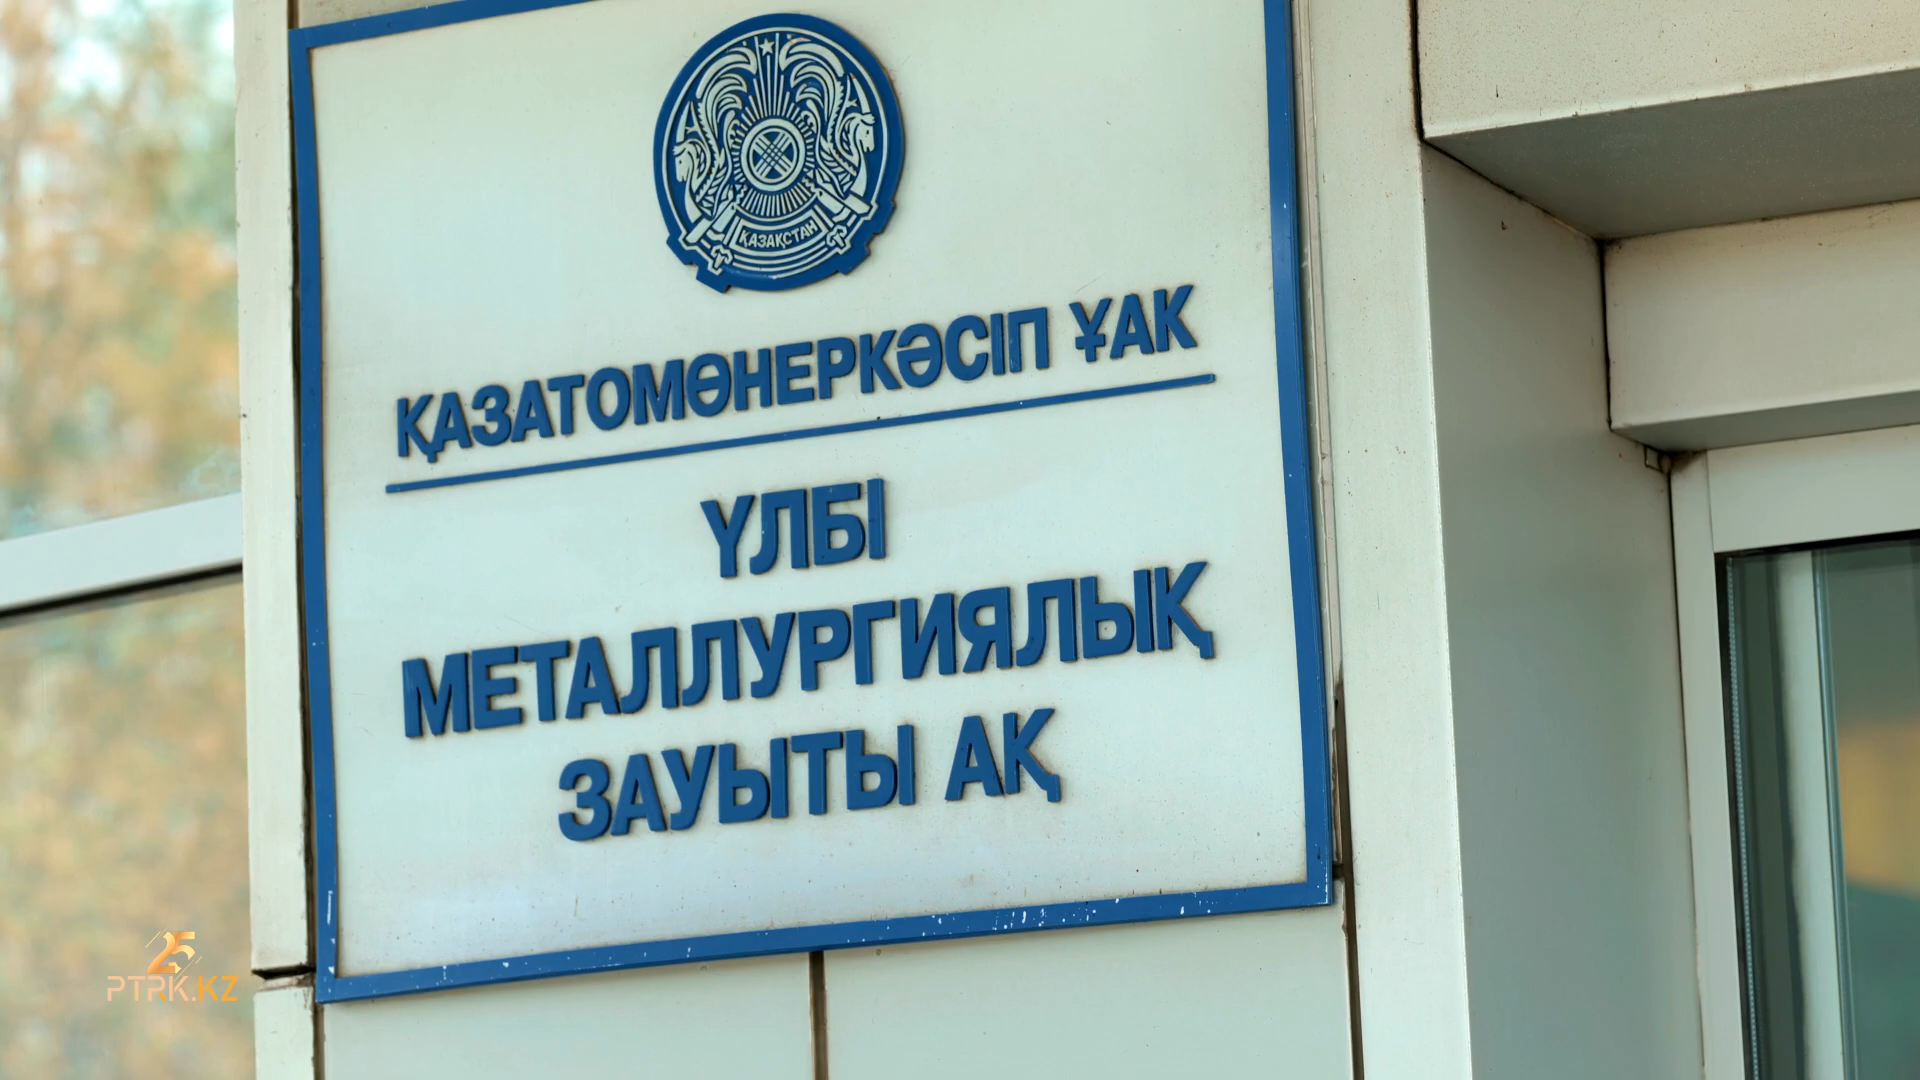 ҚАЗАҚСТАН
ҚАЗАТОМӨНЕРКӘСІП ҰАК
ҮЛБІ
МЕТАЛЛУРГИЯЛЫҚ
ЗАУЫТЫ АҚ
25
PTRK.KZ